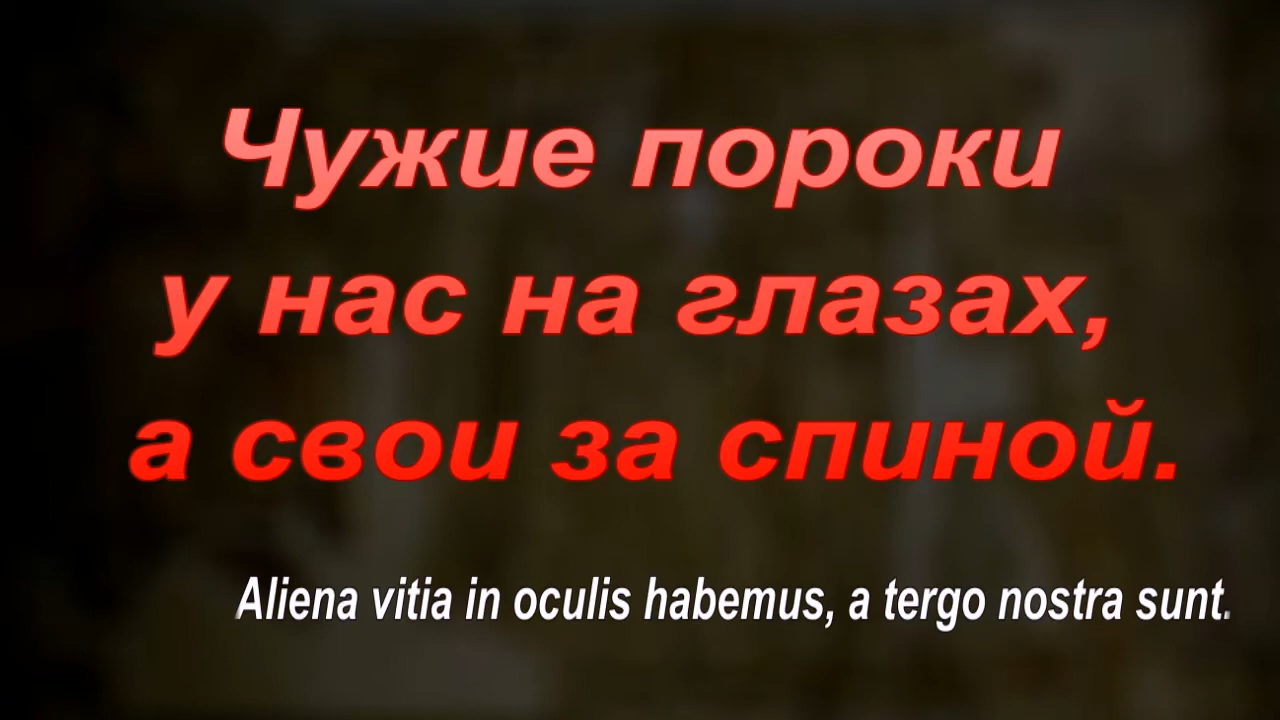 Чужие пороки
у нас на глазах,
а свои за спиной.
Aliena vitia in oculis habemus, a tergo nostra sunt.